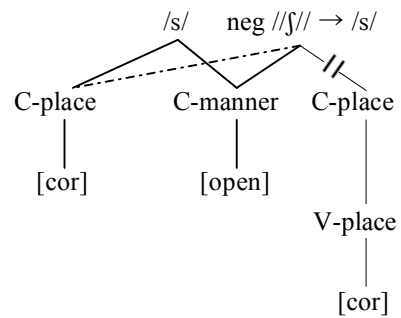 /s/ neg //ʃ// → /s/
C-place C-manner C-place
[cor] [open]
V-place
[cor]